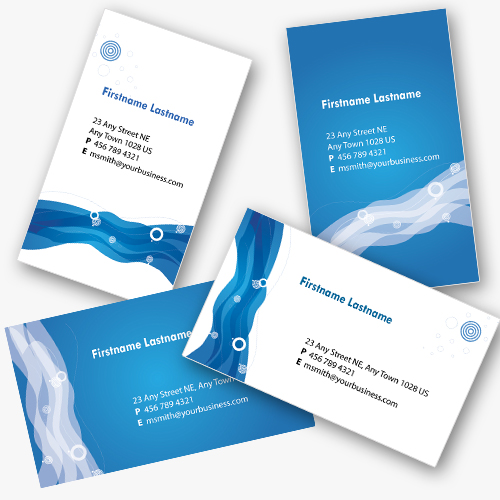 Firstname Lastname
23 Any Street NE
Any Town 1028 US
P 456 789 4321
E msmith@yourbusiness.com
Firstname Lastname
23 Any Street NE
Any Town 1028 US
P 456 789 4321
E msmith@yourbusiness.com
Firstname Lastname
23 Any Street NE, Any Town 1028 US
P 456 789 4321
E msmith@yourbusiness.com
Firstname Lastname
23 Any Street NE, Any Town
P 456 789 4321
E msmith@yourbusiness.com